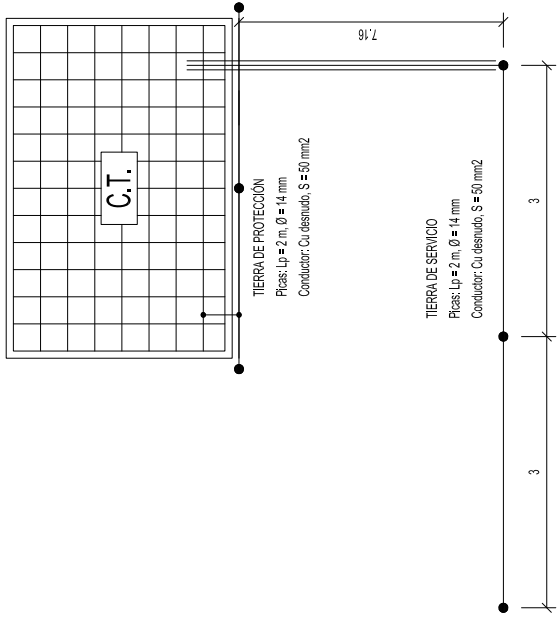 C.T.
7.16
TIERRA DE PROTECCIÓN
Picas: Lp = 2 m, Ø = 14 mm
Conductor: Cu desnudo, S = 50 mm2
TIERRA DE SERVICIO
Picas: Lp = 2 m, Ø = 14 mm
Conductor: Cu desnudo, S = 50 mm2
3
3